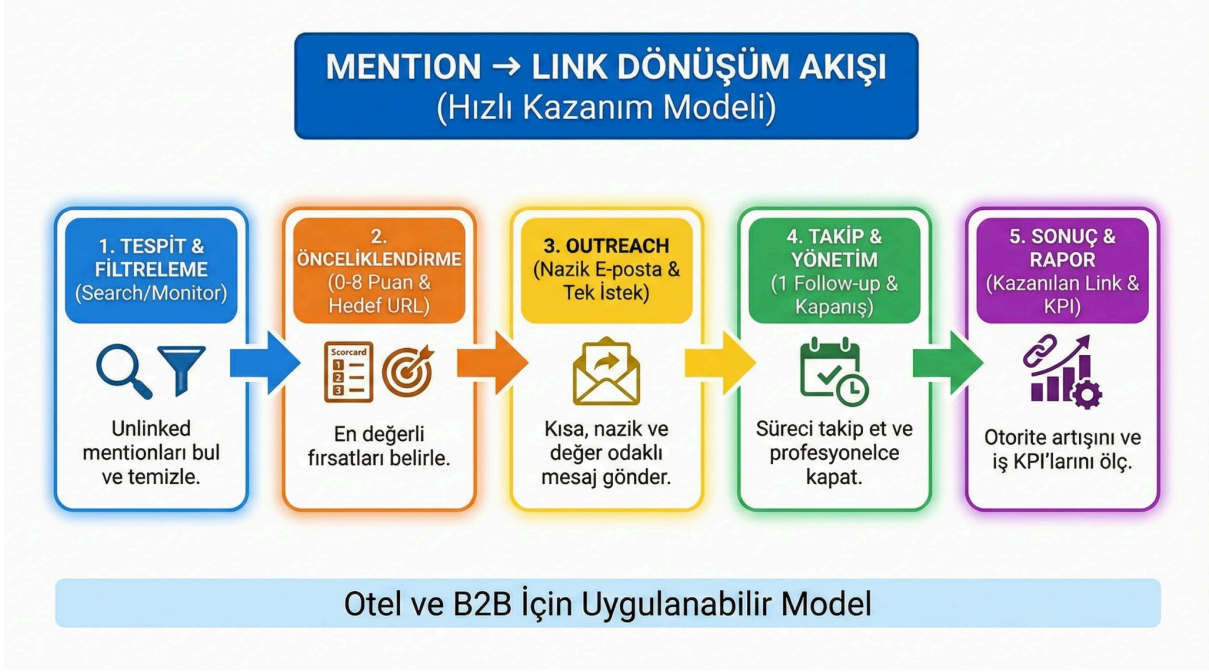 MENTION → LINK DÖNÜŞÜM AKIŞI
(Hızlı Kazanım Modeli)
1. TESPİT &
FİLTRELEME
(Search/Monitor)
Unlinked
mentionları bul
ve temizle.
2.
ÖNCELİKLENDİRME
(0-8 Puan &
Hedef URL)
Scorcard
1
2
3
En değerli
fırsatları belirle.
3. OUTREACH
(Nazik E-posta &
Tek İstek)
Kısa, nazik ve
değer odaklı
mesaj gönder.
4. TAKİP &
YÖNETİM
(1 Follow-up &
Kapanış)
Süreci takip et ve
profesyonelce
kapat.
5. SONUÇ &
RAPOR
(Kazanılan Link &
KPI)
Otorite artışını ve
iş KPI'larını ölç.
Otel ve B2B İçin Uygulanabilir Model